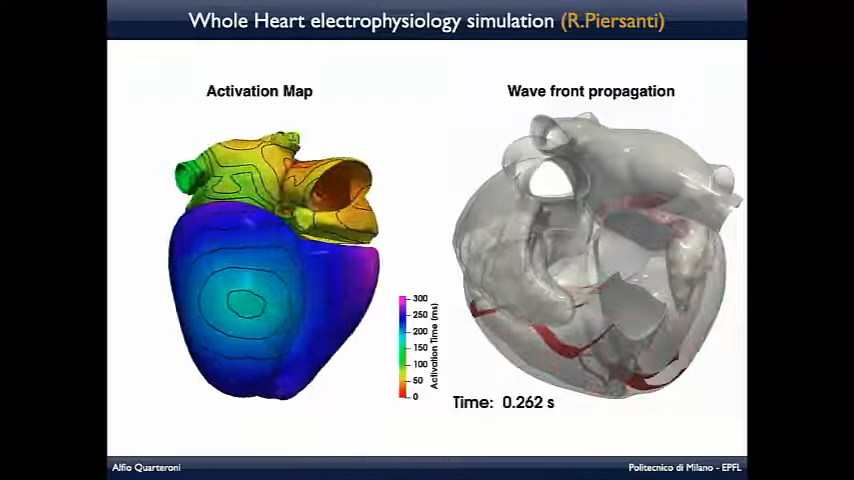 Whole Heart electrophysiology simulation (R.Piersanti)
Activation Map
Wave front propagation
300
250
200
150
100
50
0
Activation Time (ms)
Time: 0.262 s
Alfio Quarteroni
Politecnico di Milano - EPFL